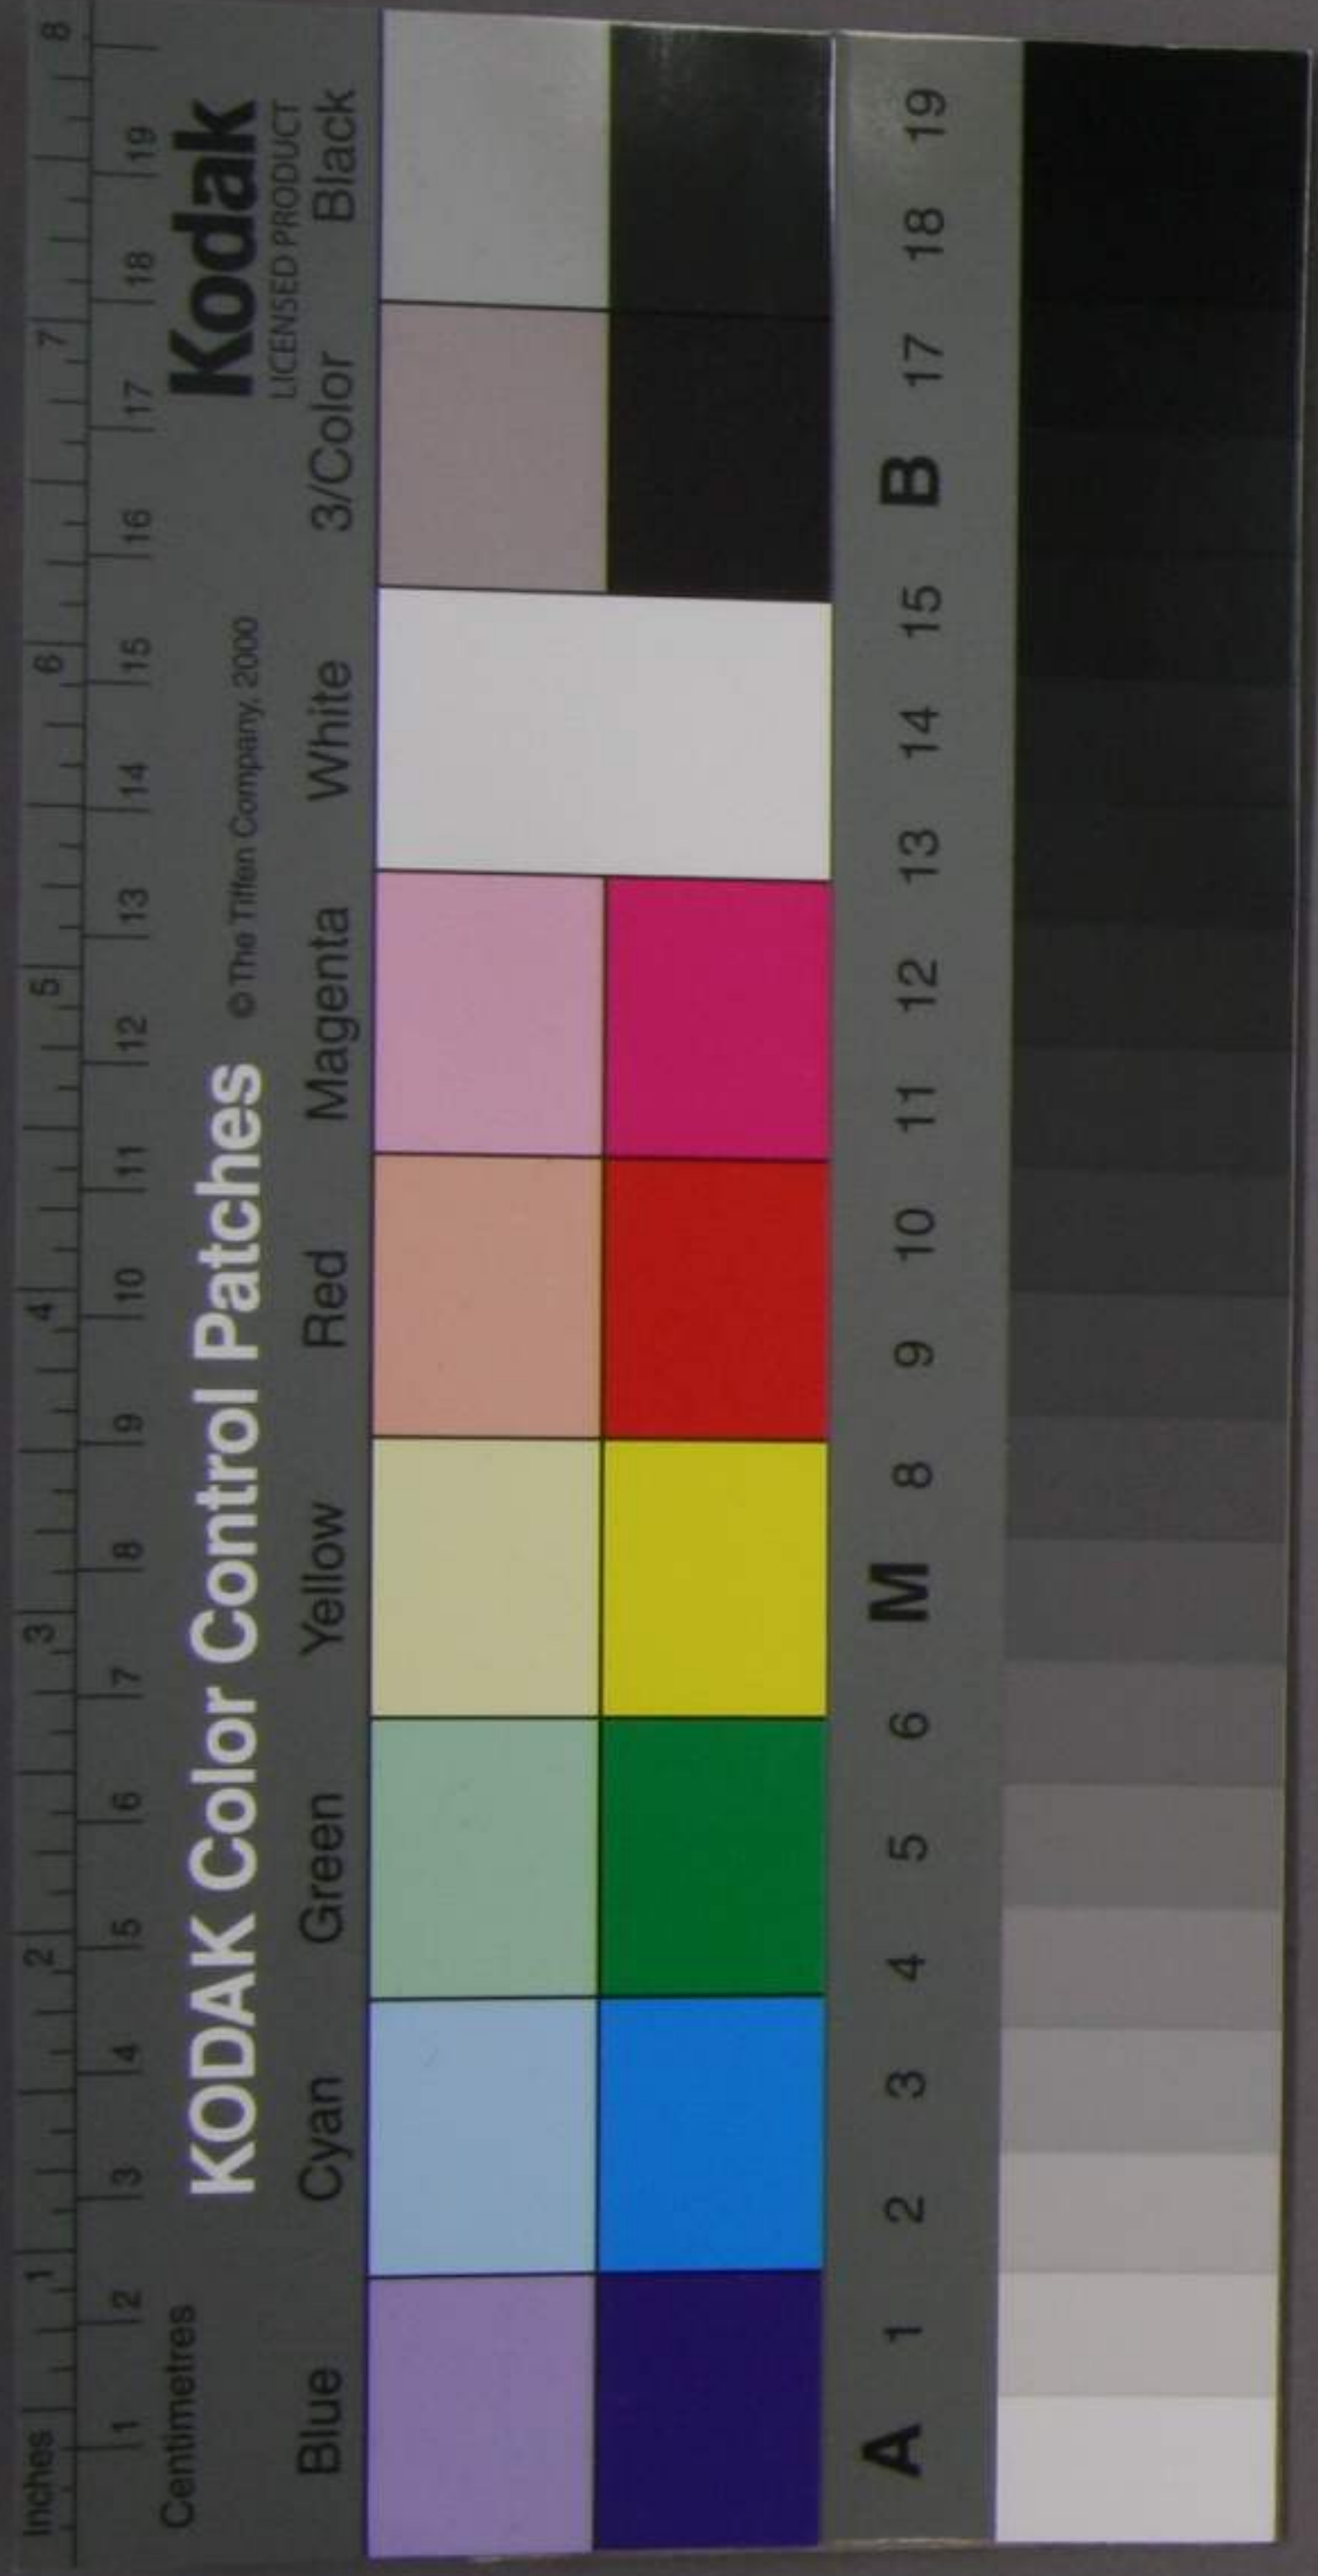 Inches 1 2 3 4 5 6 7 8
Centimetres 1 2 3 4 5 6 7 8 9 10 11 12 13 14 15 16 17 18 19
KODAK Color Control Patches © The Tiffen Company, 2000 Kodak
LICENSED PRODUCT
Blue Cyan Green Yellow Red Magenta White 3/Color Black
A 1 2 3 4 5 6 M 8 9 10 11 12 13 14 15 B 17 18 19